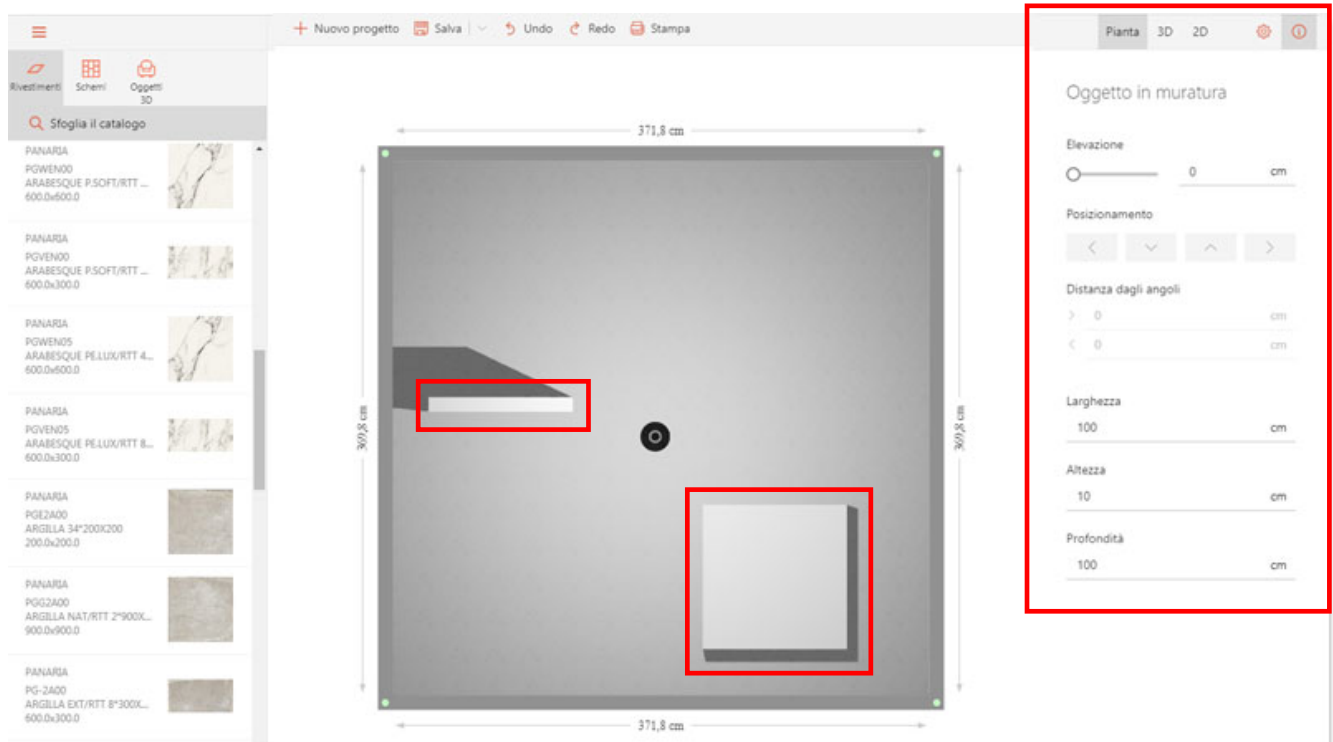 Nuovo progetto
Salva
Undo
Redo
Stampa
Pianta
3D
2D
Rivestimenti
Schemi
Oggetti
3D
Sfoglia il catalogo
PANARIA
PGWEN00
ARABESQUE P.SOFT/RTT ...
600.0x600.0
PANARIA
PGVEN00
ARABESQUE P.SOFT/RTT ...
600.0x300.0
PANARIA
PGWEN05
ARABESQUE PE.LUX/RTT 4...
600.0x600.0
PANARIA
PGVEN05
ARABESQUE PE.LUX/RTT 8...
600.0x300.0
PANARIA
PGE2A00
ARGILLA 34*200X200
200.0x200.0
PANARIA
PGG2A00
ARGILLA NAT/RTT 2*900X...
900.0x900.0
PANARIA
PG-2A00
ARGILLA EXT/RTT 8*300X...
600.0x300.0
371,8 cm
369,8 cm
369,8 cm
371,8 cm
Oggetto in muratura
Elevazione
0 cm
Posizionamento
Distanza dagli angoli
> 0 cm
< 0 cm
Larghezza
100 cm
Altezza
10 cm
Profondità
100 cm